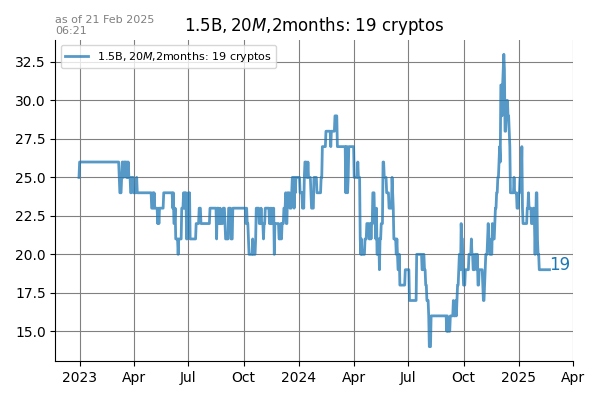 as of 21 Feb 2025
06:21
1.5B, 20M, 2months: 19 cryptos
1.5B, 20M, 2months: 19 cryptos
32.5
30.0
27.5
25.0
22.5
20.0
17.5
15.0
19
2023 Apr Jul Oct 2024 Apr Jul Oct 2025 Apr